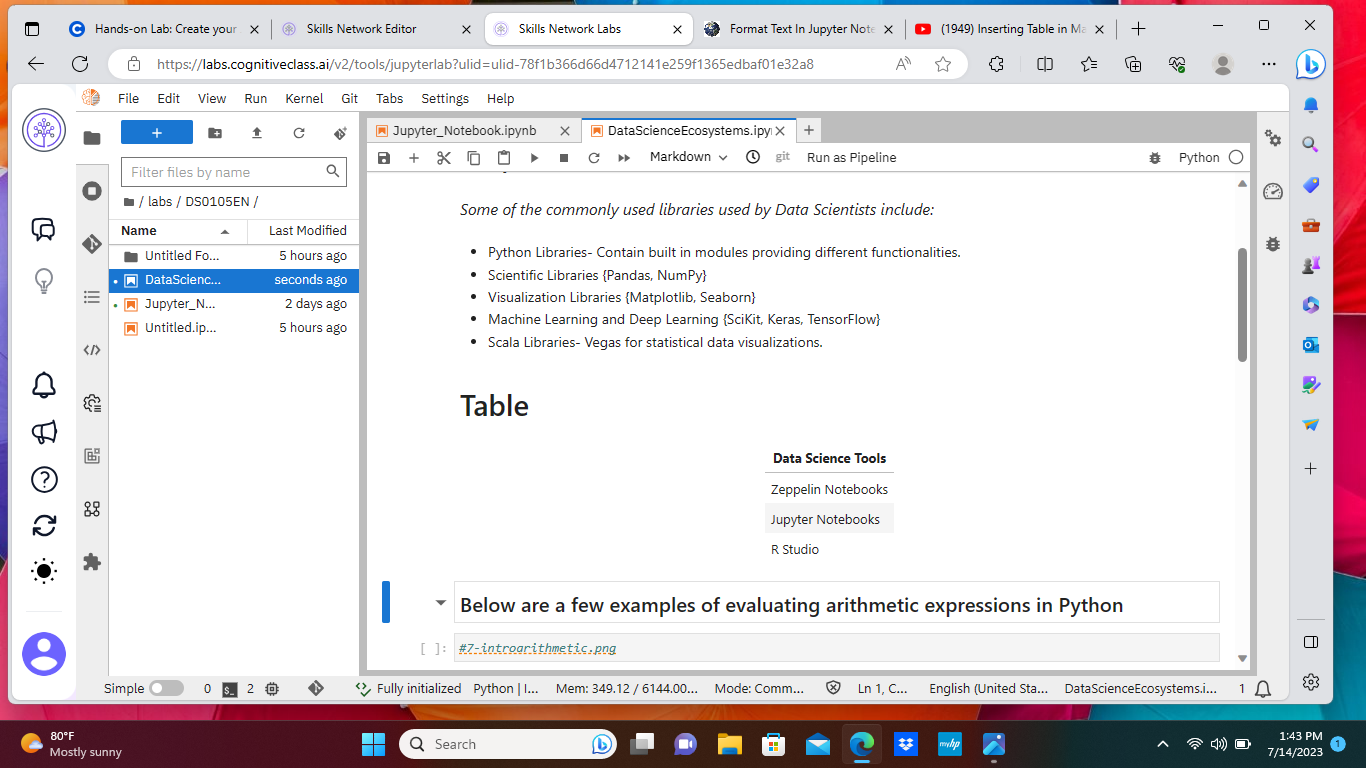 Hands-on Lab: Create your
Skills Network Editor
Skills Network Labs
Format Text In Jupyter Note
(1949) Inserting Table in Ma
https://labs.cognitiveclass.ai/v2/tools/jupyterlab?ulid=ulid-78f1b366d66d4712141e259f1365edbaf01e32a8
File Edit View Run Kernel Git Tabs Settings Help
Jupyter_Notebook.ipynb
DataScienceEcosystems.ipyn
Markdown
git
Run as Pipeline
Python
Filter files by name
/ labs / DS0105EN /
Name Last Modified
Untitled Fo... 5 hours ago
DataScienc... seconds ago
Jupyter_N... 2 days ago
Untitled.ip... 5 hours ago
Some of the commonly used libraries used by Data Scientists include:
• Python Libraries- Contain built in modules providing different functionalities.
• Scientific Libraries {Pandas, NumPy}
• Visualization Libraries {Matplotlib, Seaborn}
• Machine Learning and Deep Learning {SciKit, Keras, TensorFlow}
• Scala Libraries- Vegas for statistical data visualizations.
Table
Data Science Tools
Zeppelin Notebooks
Jupyter Notebooks
R Studio
Below are a few examples of evaluating arithmetic expressions in Python
[ ]: #7-introarithmetic.png
Simple 0 2 Fully initialized Python | I... Mem: 349.12 / 6144.00... Mode: Comm... Ln 1, C... English (United Sta... DataScienceEcosystems.i... 1
80°F
Mostly sunny
Search
myhp
1:43 PM
7/14/2023
1